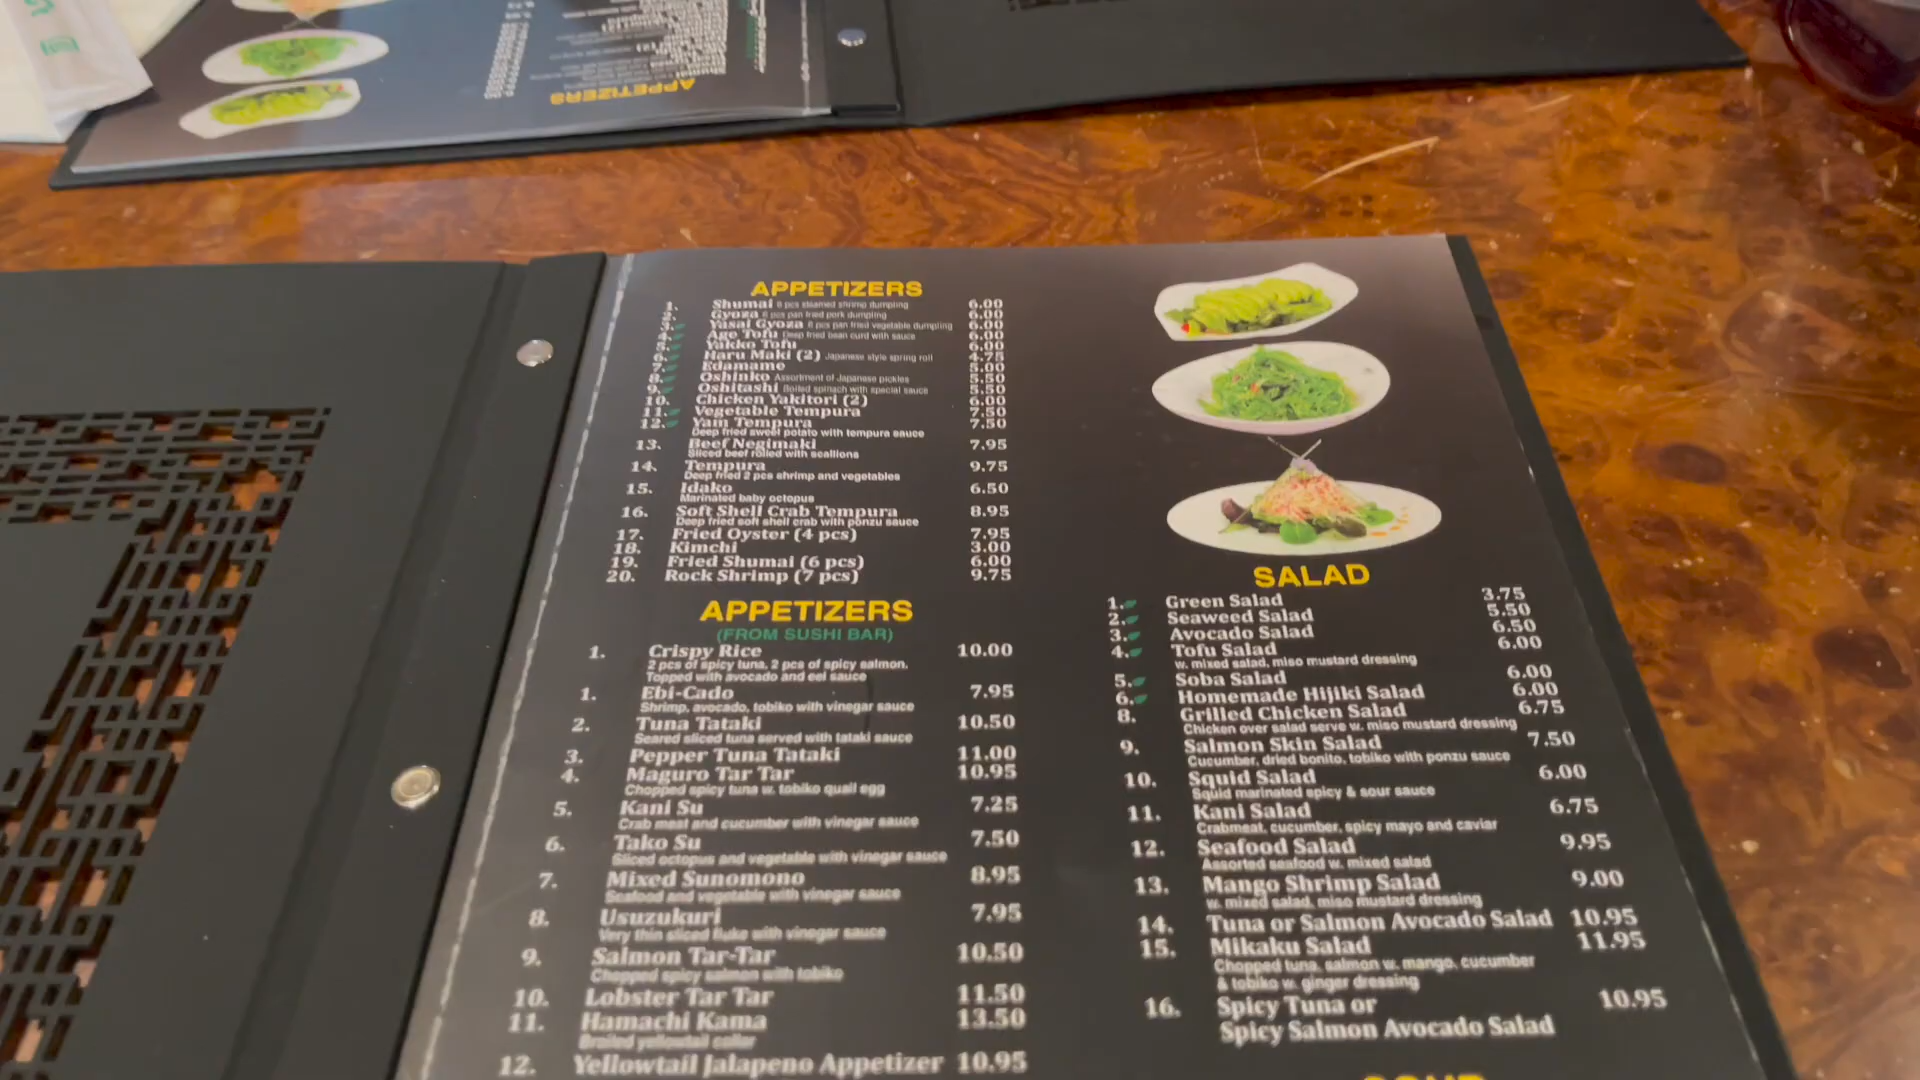 APPETIZERS
1. Shumai 6 pcs steamed shrimp dumpling 6.00
2. Gyoza 6 pcs pan fried pork dumpling 6.00
3. Yasai Gyoza 6 pcs pan fried vegetable dumpling 6.00
4. Age Tofu Deep fried bean curd with sauce 6.00
5. Yakko Tofu 6.00
6. Haru Maki (2) Japanese style spring roll 4.75
7. Edamame 5.00
8. Oshinko Assortment of Japanese pickles 5.50
9. Oshitashi Boiled spinach with special sauce 5.50
10. Chicken Yakitori (2) 6.00
11. Vegetable Tempura 7.50
12. Yam Tempura 7.50
Deep fried sweet potato with tempura sauce
13. Beef Negimaki 7.95
Sliced beef rolled with scallions
14. Tempura 9.75
Deep fried 2 pcs shrimp and vegetables
15. Idako 6.50
Marinated baby octopus
16. Soft Shell Crab Tempura 8.95
Deep fried soft shell crab with ponzu sauce
17. Fried Oyster (4 pcs) 7.95
18. Kimchi 3.00
19. Fried Shumai (6 pcs) 6.00
20. Rock Shrimp (7 pcs) 9.75
APPETIZERS
(FROM SUSHI BAR)
1. Crispy Rice 10.00
2 pcs of spicy tuna, 2 pcs of spicy salmon.
Topped with avocado and eel sauce
1. Ebi-Cado 7.95
Shrimp, avocado, tobiko with vinegar sauce
2. Tuna Tataki 10.50
Seared sliced tuna served with tataki sauce
3. Pepper Tuna Tataki 11.00
4. Maguro Tar Tar 10.95
Chopped spicy tuna w. tobiko quail egg
5. Kani Su 7.25
Crab meat and cucumber with vinegar sauce
6. Tako Su 7.50
Sliced octopus and vegetable with vinegar sauce
7. Mixed Sunomono 8.95
Seafood and vegetable with vinegar sauce
8. Usuzukuri 7.95
Very thin sliced fluke with vinegar sauce
9. Salmon Tar-Tar 10.50
Chopped spicy salmon with tobiko
10. Lobster Tar Tar 11.50
11. Hamachi Kama 13.50
Broiled yellowtail collar
12. Yellowtail Jalapeno Appetizer 10.95
SALAD
1. Green Salad 3.75
2. Seaweed Salad 5.50
3. Avocado Salad 6.50
4. Tofu Salad 6.00
w. mixed salad, miso mustard dressing
5. Soba Salad 6.00
6. Homemade Hijiki Salad 6.00
8. Grilled Chicken Salad 6.75
Chicken over salad serve w. miso mustard dressing
9. Salmon Skin Salad 7.50
Cucumber, dried bonito, tobiko with ponzu sauce
10. Squid Salad 6.00
Squid marinated spicy & sour sauce
11. Kani Salad 6.75
Crabmeat, cucumber, spicy mayo and caviar
12. Seafood Salad 9.95
Assorted seafood w. mixed salad
13. Mango Shrimp Salad 9.00
w. mixed salad, miso mustard dressing
14. Tuna or Salmon Avocado Salad 10.95
15. Mikaku Salad 11.95
Chopped tuna, salmon w. mango, cucumber
& tobiko w. ginger dressing
16. Spicy Tuna or 10.95
Spicy Salmon Avocado Salad
APPETIZERS